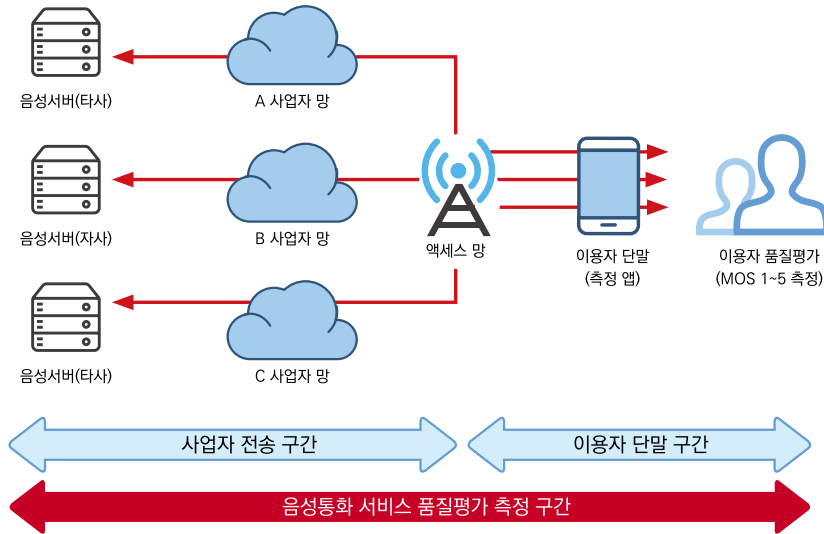 음성서버(타사)
A 사업자 망
음성서버(자사)
B 사업자 망
액세스 망
이용자 단말
(측정 앱)
이용자 품질평가
(MOS 1~5 측정)
음성서버(타사)
C 사업자 망
사업자 전송 구간
이용자 단말 구간
음성통화 서비스 품질평가 측정 구간